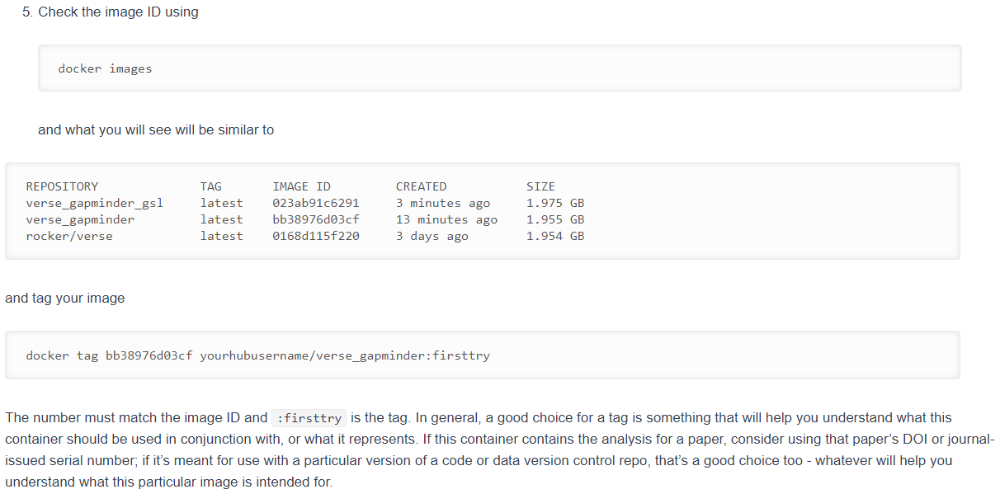 5. Check the image ID using
docker images
and what you will see will be similar to
REPOSITORY TAG IMAGE ID CREATED SIZE
verse_gapminder_gsl latest 023ab91c6291 3 minutes ago 1.975 GB
verse_gapminder latest bb38976d03cf 13 minutes ago 1.955 GB
rocker/verse latest 0168d115f220 3 days ago 1.954 GB
and tag your image
docker tag bb38976d03cf yourhubusername/verse_gapminder:firsttry
The number must match the image ID and :firsttry is the tag. In general, a good choice for a tag is something that will help you understand what this
container should be used in conjunction with, or what it represents. If this container contains the analysis for a paper, consider using that paper’s DOI or journal-
issued serial number; if it’s meant for use with a particular version of a code or data version control repo, that’s a good choice too - whatever will help you
understand what this particular image is intended for.